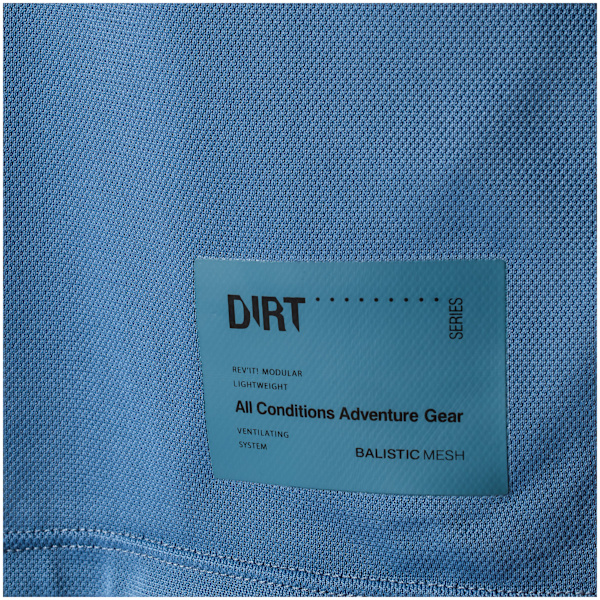 DIRT ..........
SERIES
REV'IT! MODULAR
LIGHTWEIGHT
All Conditions Adventure Gear
VENTILATING
SYSTEM
BALISTIC MESH